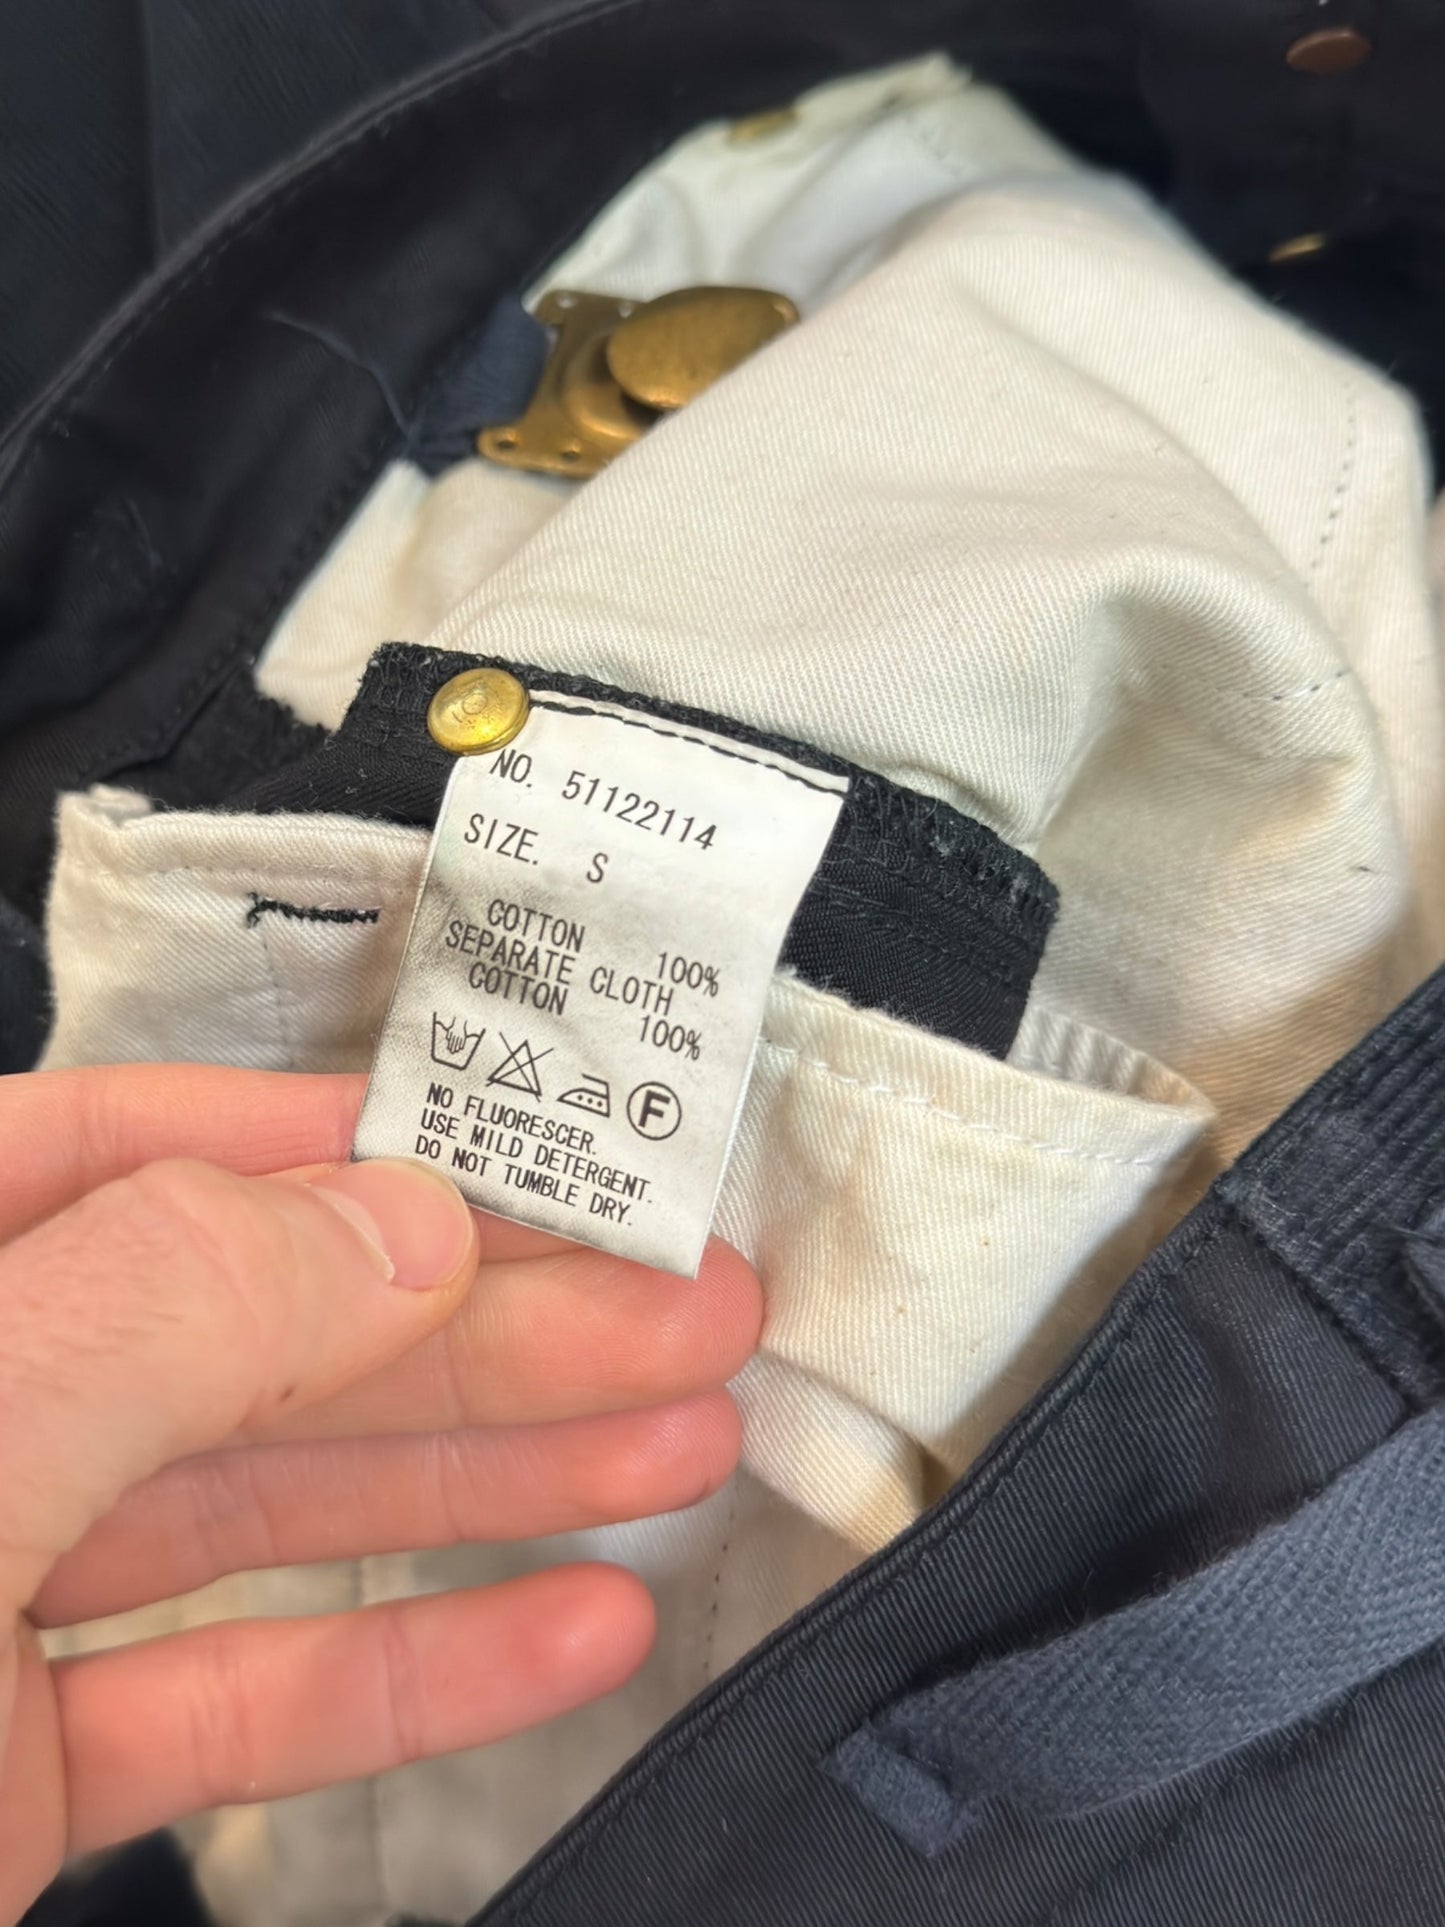 NO. 51122114
SIZE. S
COTTON 100%
SEPARATE CLOTH
COTTON 100%
F
NO FLUORESCER.
USE MILD DETERGENT.
DO NOT TUMBLE DRY.